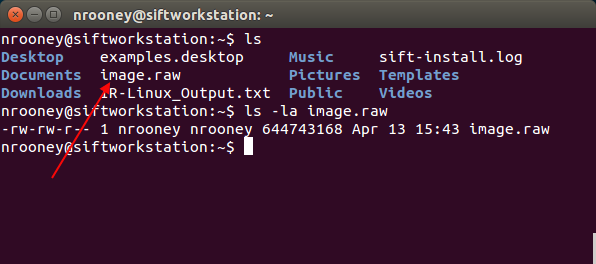 nrooney@siftworkstation:~
nrooney@siftworkstation:~$ ls
Desktop examples.desktop Music sift-install.log
Documents image.raw Pictures Templates
Downloads IR-Linux_Output.txt Public Videos
nrooney@siftworkstation:~$ ls -la image.raw
-rw-rw-r-- 1 nrooney nrooney 644743168 Apr 13 15:43 image.raw
nrooney@siftworkstation:~$